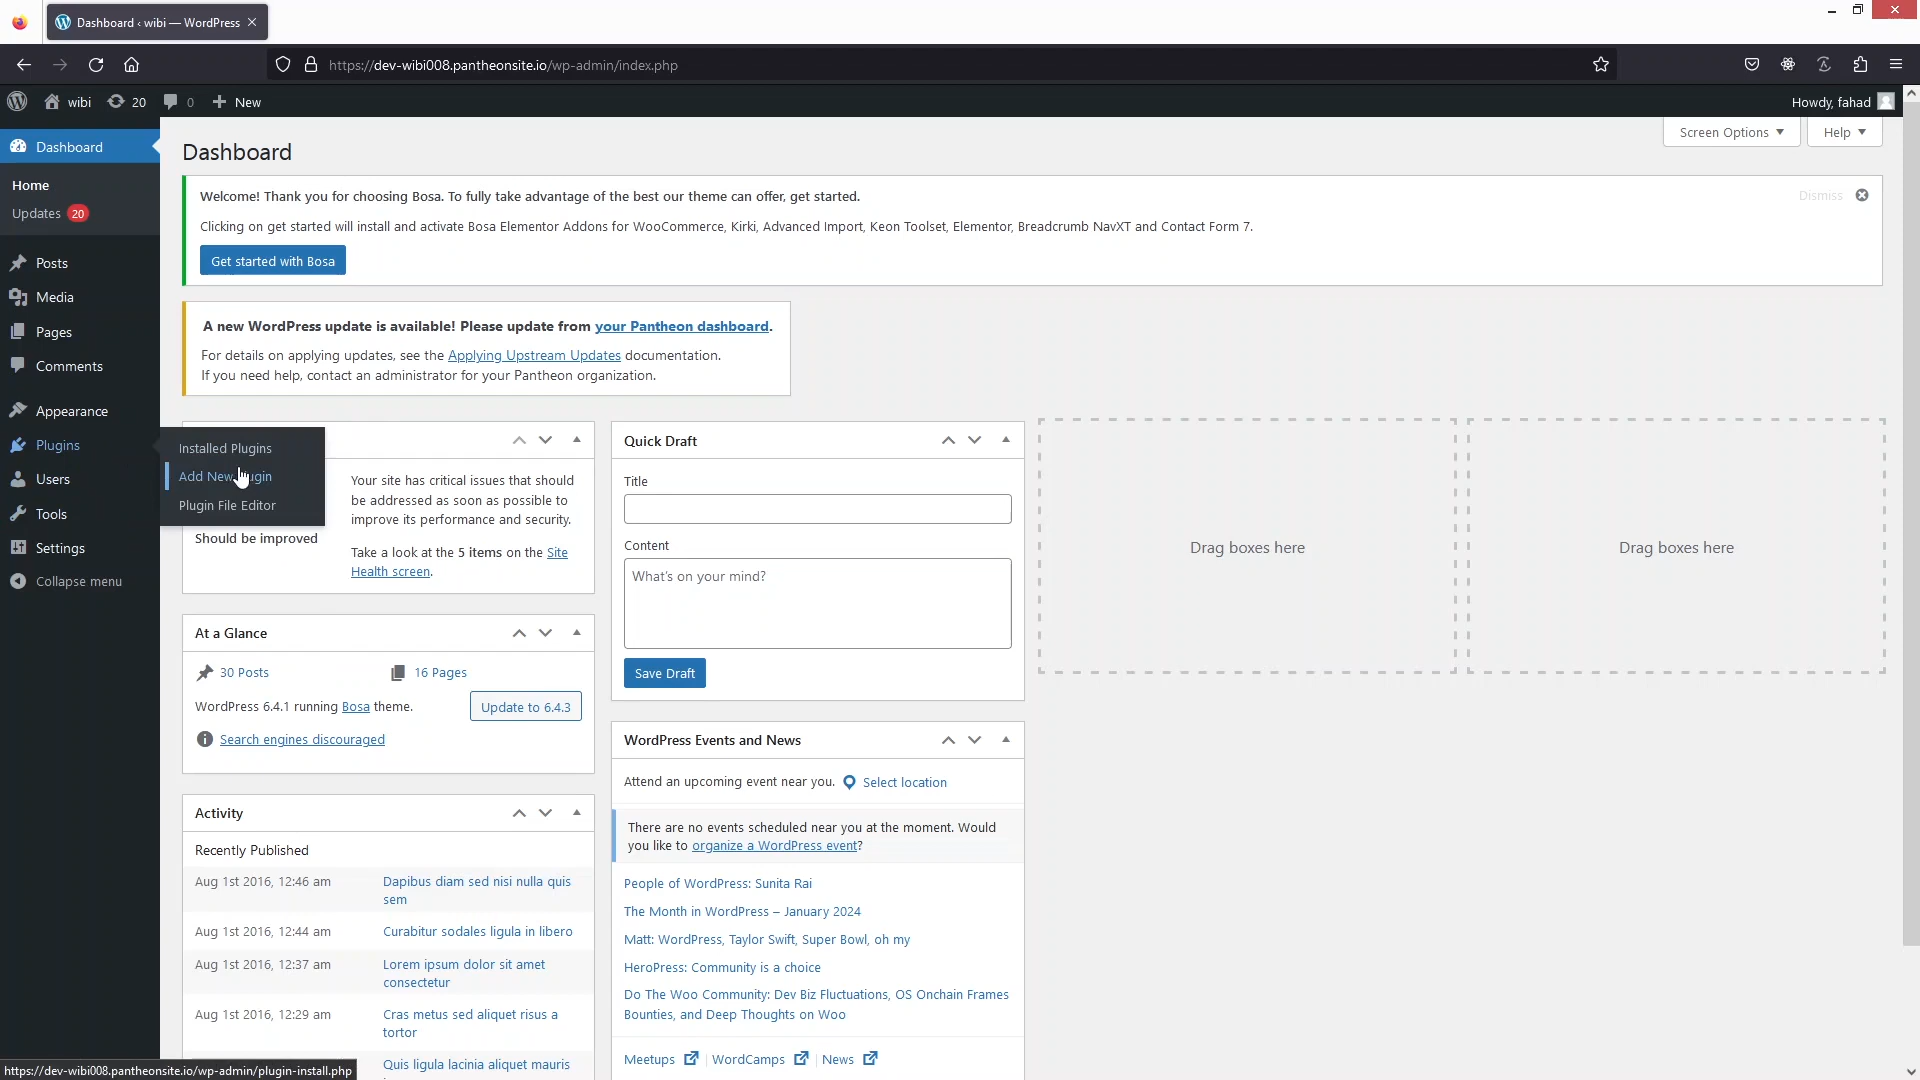 Dashboard ‹ wibi — WordPress
https://dev-wibi008.pantheonsite.io/wp-admin/index.php
wibi
20
0
New
Howdy, fahad
Screen Options
Help
Dashboard
Home
Updates 20
Posts
Media
Pages
Comments
Appearance
Plugins
Users
Tools
Settings
Collapse menu
Installed Plugins
Add New Plugin
Plugin File Editor
Dashboard
Welcome! Thank you for choosing Bosa. To fully take advantage of the best our theme can offer, get started.
Dismiss
Clicking on get started will install and activate Bosa Elementor Addons for WooCommerce, Kirki, Advanced Import, Keon Toolset, Elementor, Breadcrumb NavXT and Contact Form 7.
Get started with Bosa
A new WordPress update is available! Please update from your Pantheon dashboard.
For details on applying updates, see the Applying Upstream Updates documentation.
If you need help, contact an administrator for your Pantheon organization.
Should be improved
Your site has critical issues that should
be addressed as soon as possible to
improve its performance and security.
Take a look at the 5 items on the Site
Health screen.
At a Glance
30 Posts
16 Pages
WordPress 6.4.1 running Bosa theme.
Update to 6.4.3
Search engines discouraged
Activity
Recently Published
Aug 1st 2016, 12:46 am
Dapibus diam sed nisi nulla quis
sem
Aug 1st 2016, 12:44 am
Curabitur sodales ligula in libero
Aug 1st 2016, 12:37 am
Lorem ipsum dolor sit amet
consectetur
Aug 1st 2016, 12:29 am
Cras metus sed aliquet risus a
tortor
Quis ligula lacinia aliquet mauris
Quick Draft
Title
Content
What's on your mind?
Save Draft
WordPress Events and News
Attend an upcoming event near you.
Select location
There are no events scheduled near you at the moment. Would
you like to organize a WordPress event?
People of WordPress: Sunita Rai
The Month in WordPress – January 2024
Matt: WordPress, Taylor Swift, Super Bowl, oh my
HeroPress: Community is a choice
Do The Woo Community: Dev Biz Fluctuations, OS Onchain Frames
Bounties, and Deep Thoughts on Woo
Meetups | WordCamps | News
Drag boxes here
Drag boxes here
https://dev-wibi008.pantheonsite.io/wp-admin/plugin-install.php